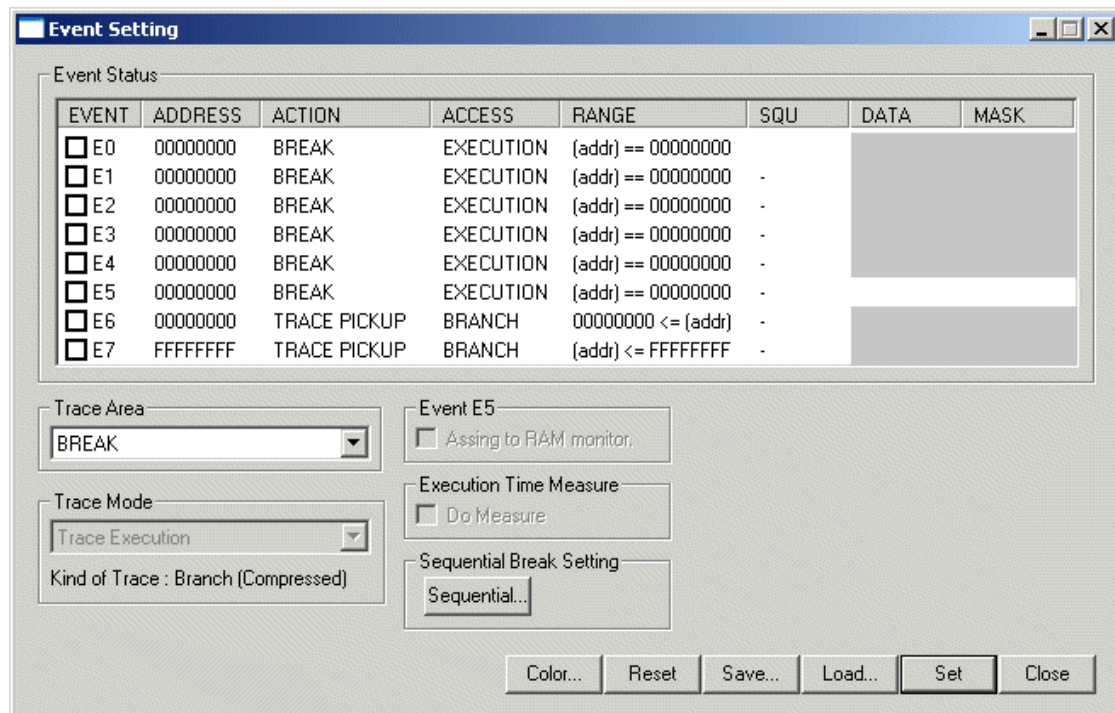 Event Setting
Event Status
EVENT ADDRESS ACTION ACCESS RANGE SQU DATA MASK
E0 00000000 BREAK EXECUTION (addr) == 00000000
E1 00000000 BREAK EXECUTION (addr) == 00000000 -
E2 00000000 BREAK EXECUTION (addr) == 00000000 -
E3 00000000 BREAK EXECUTION (addr) == 00000000 -
E4 00000000 BREAK EXECUTION (addr) == 00000000 -
E5 00000000 BREAK EXECUTION (addr) == 00000000 -
E6 00000000 TRACE PICKUP BRANCH 00000000 <= (addr) -
E7 FFFFFFFF TRACE PICKUP BRANCH (addr) <= FFFFFFFF -
Trace Area
BREAK
Trace Mode
Trace Execution
Kind of Trace : Branch (Compressed)
Event E5
Assing to RAM monitor.
Execution Time Measure
Do Measure
Sequential Break Setting
Sequential...
Color... Reset Save... Load... Set Close